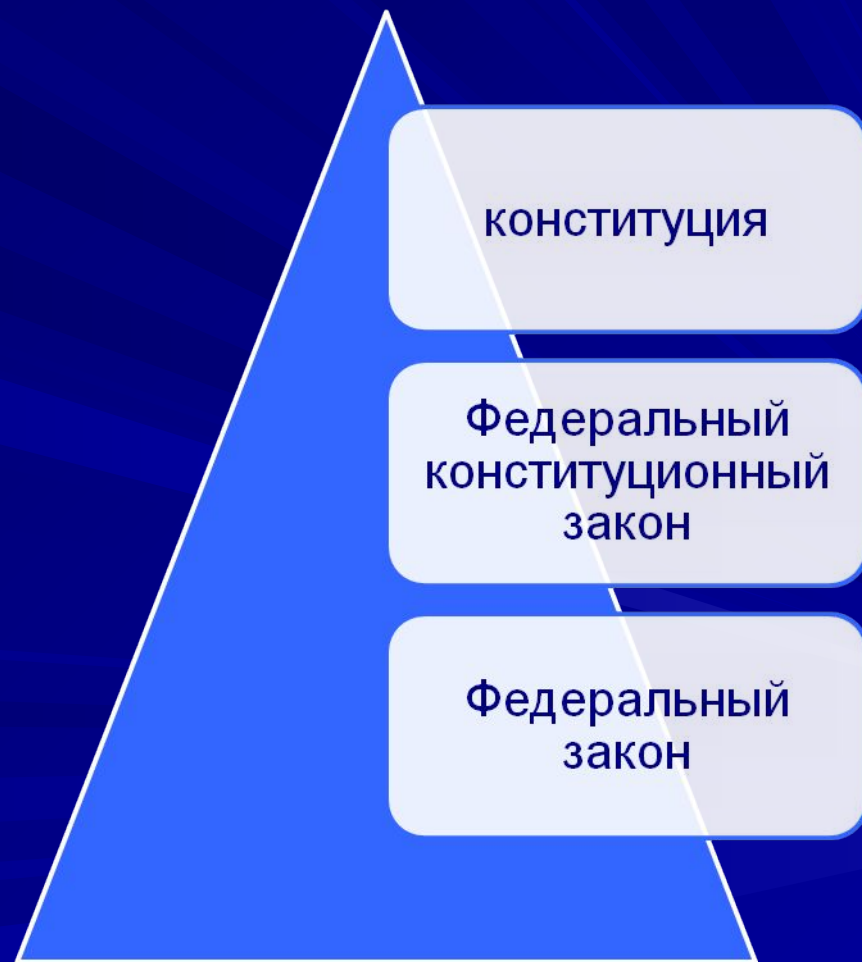 конституция
Федеральный
конституционный
закон
Федеральный
закон